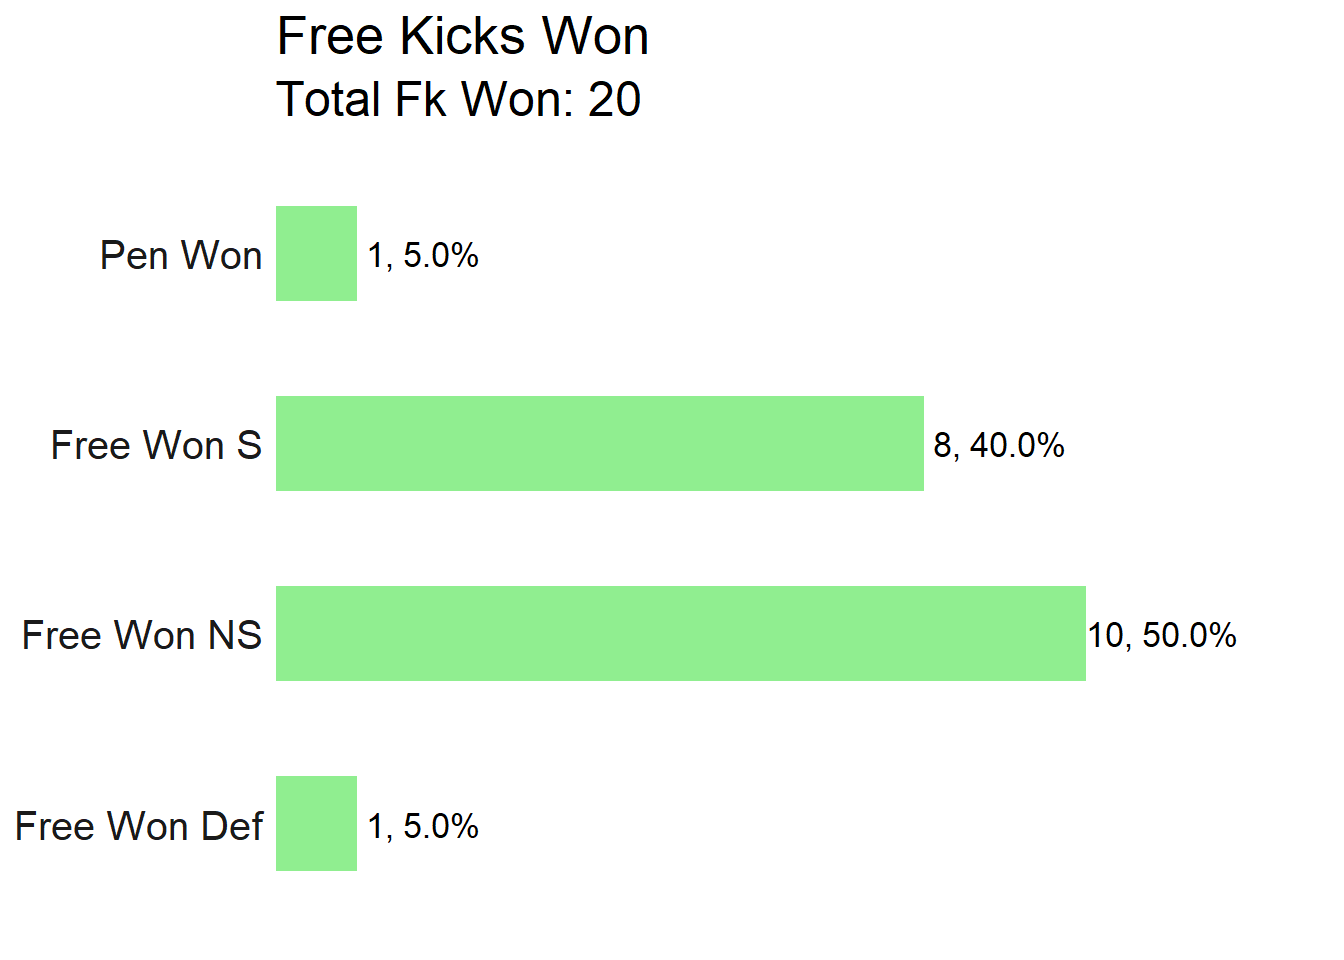 Free Kicks Won
Total Fk Won: 20
Pen Won 1, 5.0%
Free Won S 8, 40.0%
Free Won NS 10, 50.0%
Free Won Def 1, 5.0%